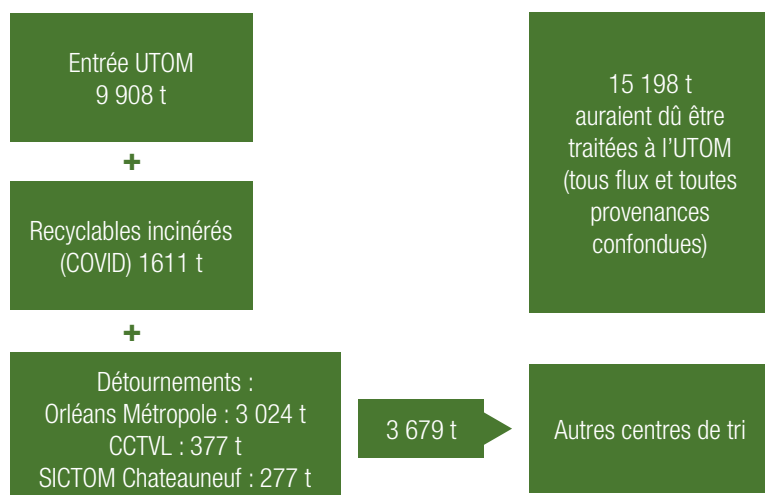 Entrée UTOM
9 908 t
+
Recyclables incinérés
(COVID) 1611 t
+
Détournements :
Orléans Métropole : 3 024 t
CCTVL : 377 t
SICTOM Chateauneuf : 277 t
3 679 t
Autres centres de tri
15 198 t
auraient dû être
traitées à l’UTOM
(tous flux et toutes
provenances
confondues)